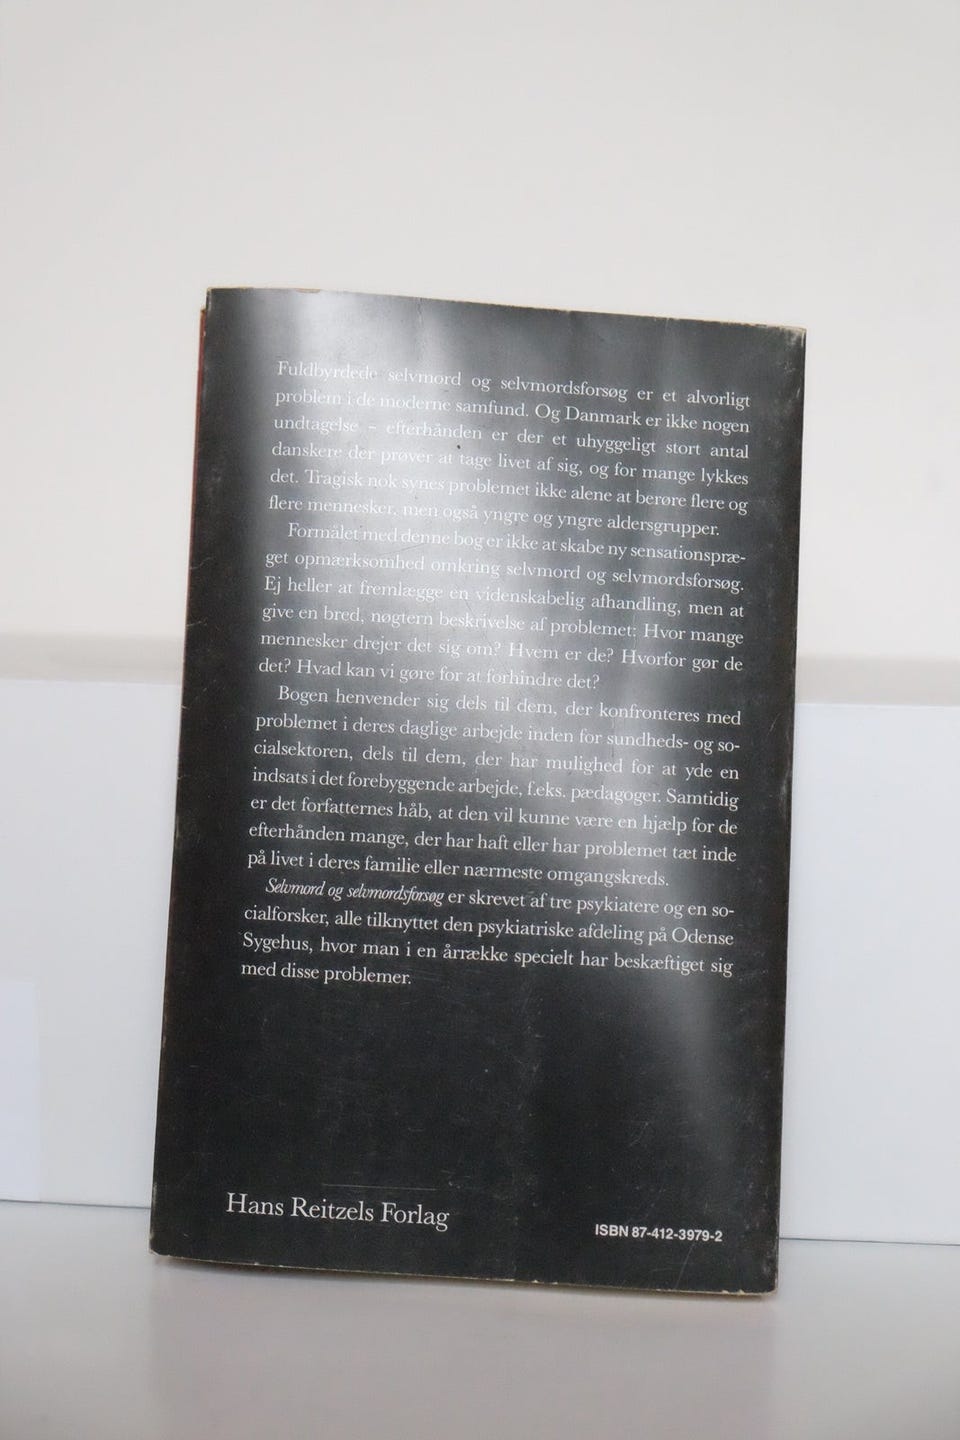 Fuldbyrdede selvmord og selvmordsforsøg er et alvorligt
problem i de moderne samfund. Og Danmark er ikke nogen
undtagelse – efterhånden er der et uhyggeligt stort antal
danskere der prøver at tage livet af sig, og for mange lykkes
det. Tragisk nok synes problemet ikke alene at berøre flere og
flere mennesker, men også yngre og yngre aldersgrupper.
Formålet med denne bog er ikke at skabe ny sensationspræ-
get opmærksomhed omkring selvmord og selvmordsforsøg.
Ej heller at fremlægge en videnskabelig afhandling, men at
give en bred, nøgtern beskrivelse af problemet: Hvor mange
mennesker drejer det sig om? Hvem er de? Hvorfor gør de
det? Hvad kan vi gøre for at forhindre det?
Bogen henvender sig dels til dem, der konfronteres med
problemet i deres daglige arbejde inden for sundheds- og so-
cialsektoren, dels til dem, der har mulighed for at yde en
indsats i det forebyggende arbejde, f.eks. pædagoger. Samtidig
er det forfatternes håb, at den vil kunne være en hjælp for de
efterhånden mange, der har haft eller har problemet tæt inde
på livet i deres familie eller nærmeste omgangskreds.
Selvmord og selvmordsforsøg er skrevet af tre psykiatere og en so-
cialforsker, alle tilknyttet den psykiatriske afdeling på Odense
Sygehus, hvor man i en årrække specielt har beskæftiget sig
med disse problemer.
Hans Reitzels Forlag
ISBN 87-412-3979-2